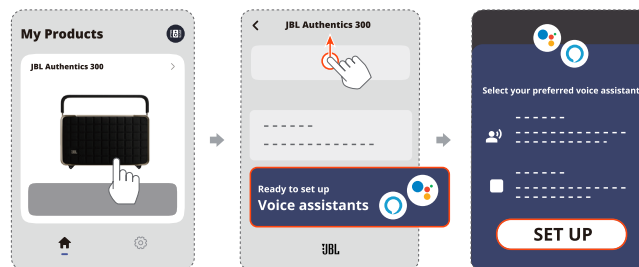 My Products
JBL Authentics 300
JBL
JBL Authentics 300
Ready to set up
Voice assistants
JBL
Select your preferred voice assistant
SET UP